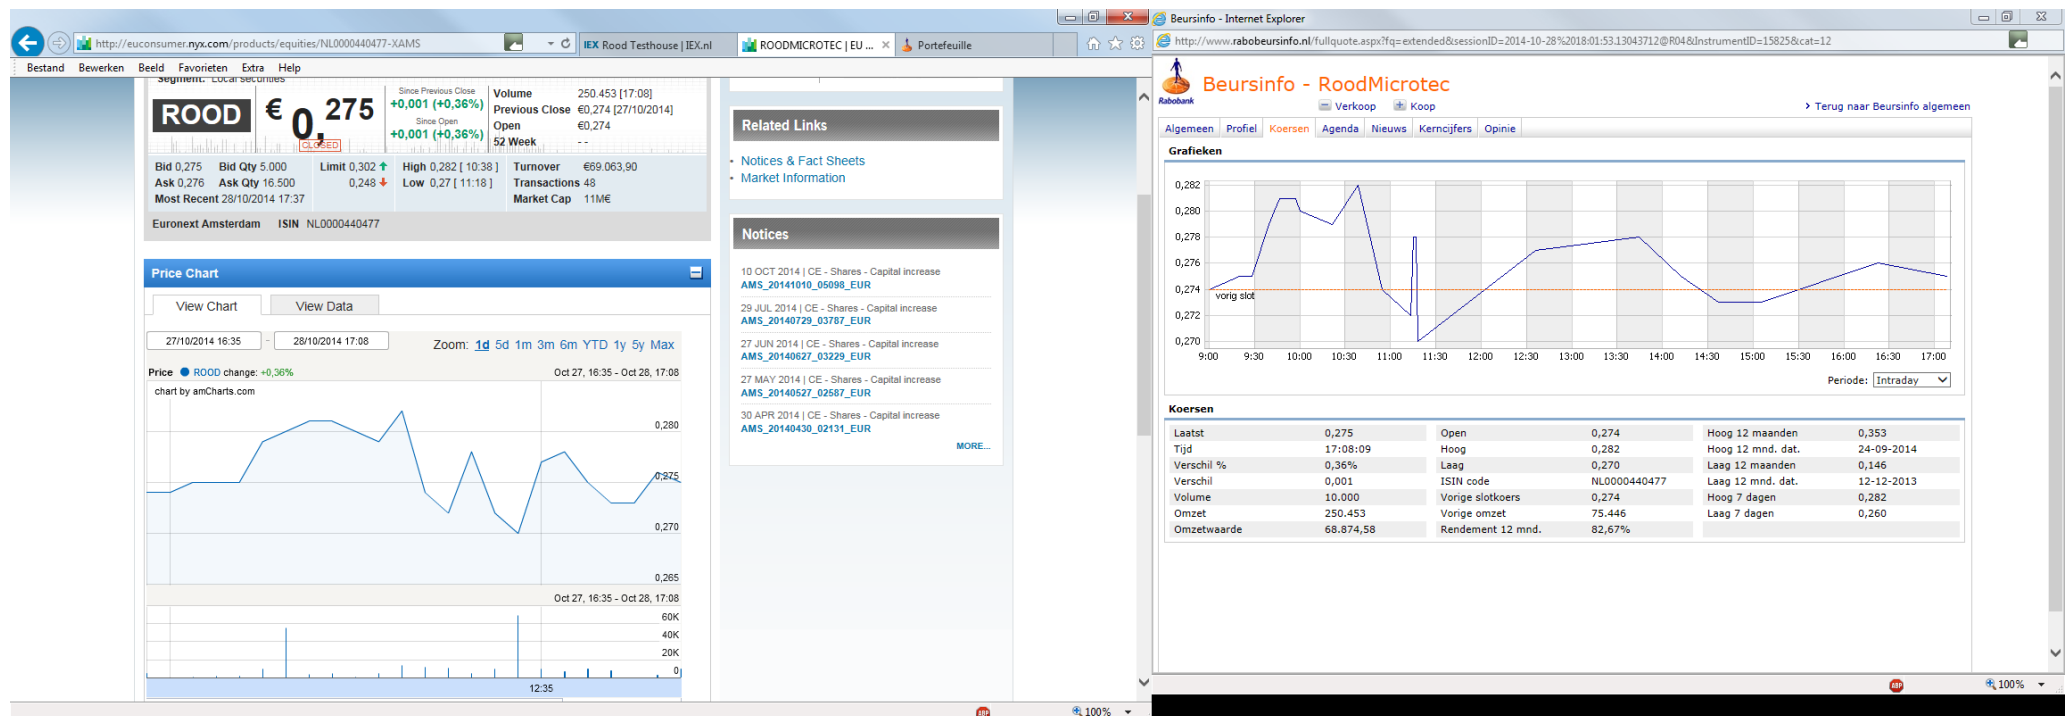 http://euconsumer.nyx.com/products/equities/NL0000440477-XAMS
IEX Rood Testhouse | IEX.nl
ROODMICROTEC | EU ...
Portefeuille
Bestand Bewerken Beeld Favorieten Extra Help
Segment: Local securities
ROOD
€ 0,275
CLOSED
Since Previous Close
+0,001 (+0,36%)
Since Open
+0,001 (+0,36%)
Volume 250.453 [17:08]
Previous Close €0,274 [27/10/2014]
Open €0,274
52 Week - -
Bid 0,275 Bid Qty 5.000 Limit 0,302 High 0,282 [ 10:38 ] Turnover €69.063,90
Ask 0,276 Ask Qty 16.500 0,248 Low 0,27 [ 11:18 ] Transactions 48
Most Recent 28/10/2014 17:37 Market Cap 11M€
Euronext Amsterdam ISIN NL0000440477
Price Chart
View Chart View Data
27/10/2014 16:35 - 28/10/2014 17:08 Zoom: 1d 5d 1m 3m 6m YTD 1y 5y Max
Price ROOD change: +0,36% Oct 27, 16:35 - Oct 28, 17:08
chart by amCharts.com
0,280
0,275
0,270
0,265
Oct 27, 16:35 - Oct 28, 17:08
60K
40K
20K
0
12:35
Related Links
Notices & Fact Sheets
Market Information
Notices
10 OCT 2014 | CE - Shares - Capital increase
AMS_20141010_05098_EUR
29 JUL 2014 | CE - Shares - Capital increase
AMS_20140729_03787_EUR
27 JUN 2014 | CE - Shares - Capital increase
AMS_20140627_03229_EUR
27 MAY 2014 | CE - Shares - Capital increase
AMS_20140527_02587_EUR
30 APR 2014 | CE - Shares - Capital increase
AMS_20140430_02131_EUR
MORE...
ABP
100%
Beursinfo - Internet Explorer
http://www.rabobeursinfo.nl/fullquote.aspx?fq=extended&sessionID=2014-10-28%2018:01:53.13043712@R04&InstrumentID=15825&cat=12
Rabobank
Beursinfo - RoodMicrotec
Verkoop Koop
Terug naar Beursinfo algemeen
Algemeen Profiel Koersen Agenda Nieuws Kerncijfers Opinie
Grafieken
0,282
0,280
0,278
0,276
0,274
vorig slot
0,272
0,270
9:00 9:30 10:00 10:30 11:00 11:30 12:00 12:30 13:00 13:30 14:00 14:30 15:00 15:30 16:00 16:30 17:00
Periode: Intraday
Koersen
Laatst 0,275 Open 0,274 Hoog 12 maanden 0,353
Tijd 17:08:09 Hoog 0,282 Hoog 12 mnd. dat. 24-09-2014
Verschil % 0,36% Laag 0,270 Laag 12 maanden 0,146
Verschil 0,001 ISIN code NL0000440477 Laag 12 mnd. dat. 12-12-2013
Volume 10.000 Vorige slotkoers 0,274 Hoog 7 dagen 0,282
Omzet 250.453 Vorige omzet 75.446 Laag 7 dagen 0,260
Omzetwaarde 68.874,58 Rendement 12 mnd. 82,67%
ABP
100%